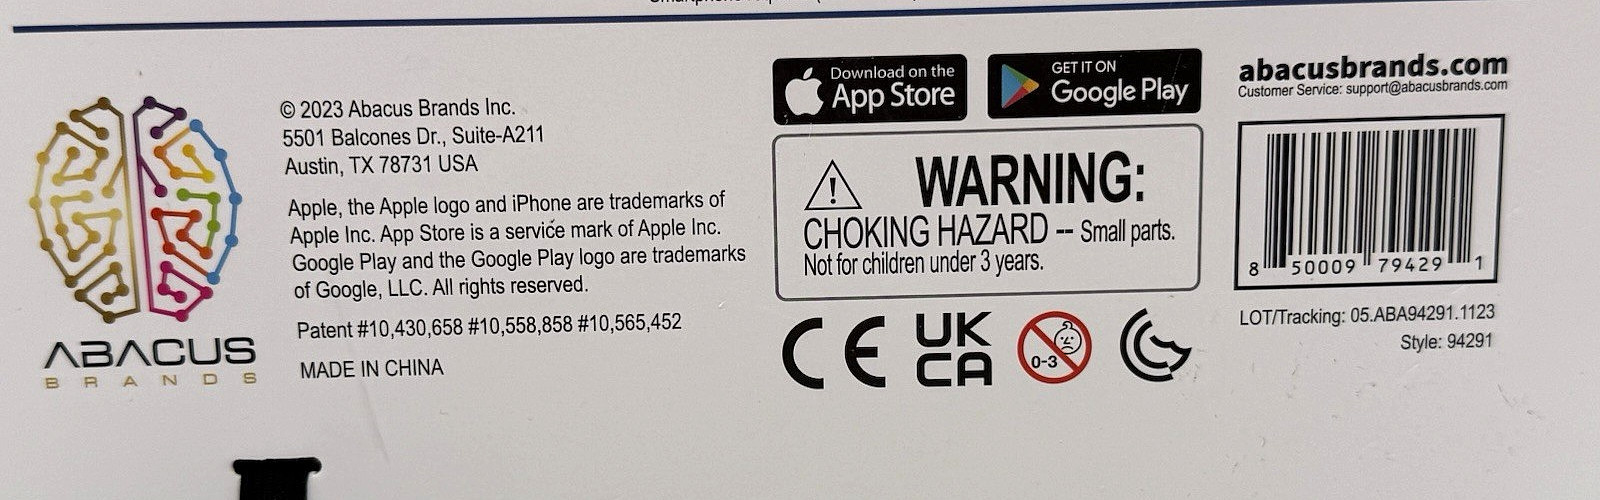 © 2023 Abacus Brands Inc.
5501 Balcones Dr., Suite-A211
Austin, TX 78731 USA
Apple, the Apple logo and iPhone are trademarks of
Apple Inc. App Store is a service mark of Apple Inc.
Google Play and the Google Play logo are trademarks
of Google, LLC. All rights reserved.
Patent #10,430,658 #10,558,858 #10,565,452
MADE IN CHINA
ABACUS
BRANDS
Download on the
App Store
GET IT ON
Google Play
WARNING:
CHOKING HAZARD -- Small parts.
Not for children under 3 years.
CE
UK
CA
0-3
abacusbrands.com
Customer Service: support@abacusbrands.com
8 50009 79429 1
LOT/Tracking: 05.ABA94291.1123
Style: 94291